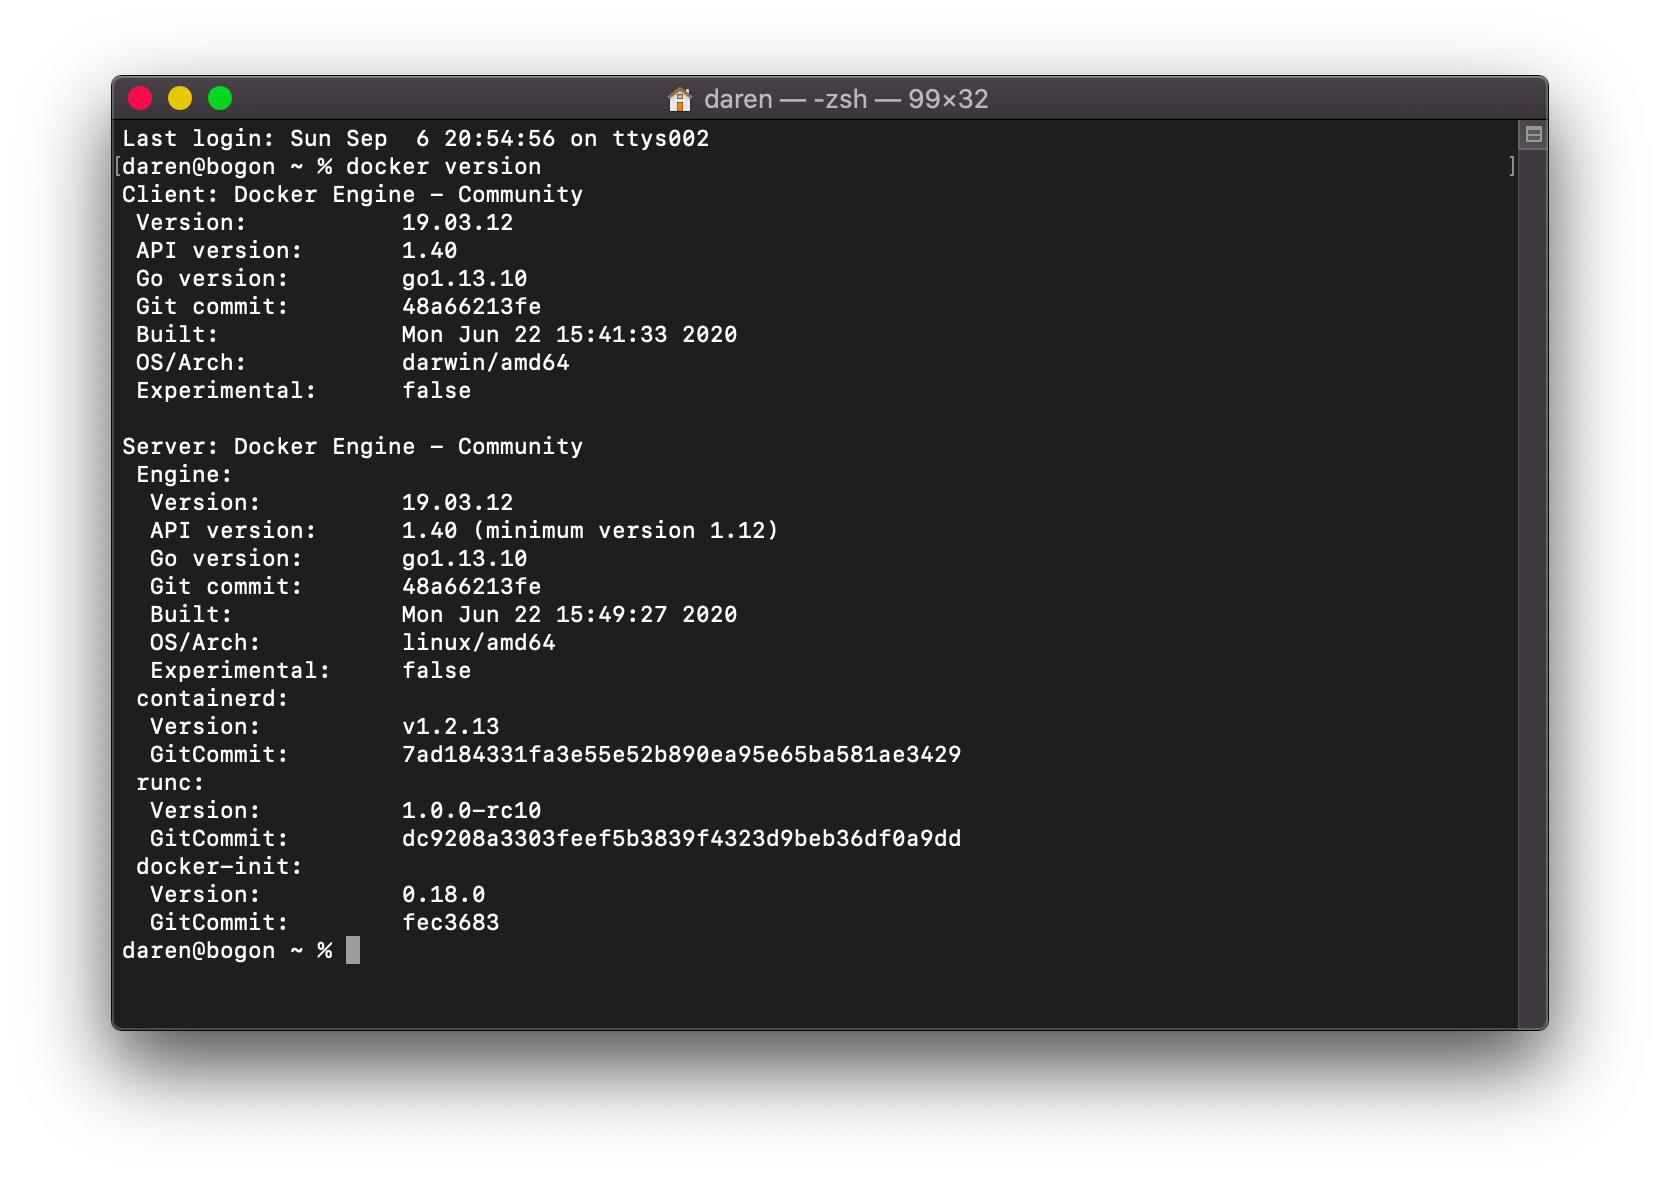 daren — -zsh — 99×32
Last login: Sun Sep  6 20:54:56 on ttys002
[daren@bogon ~ % docker version ]
Client: Docker Engine - Community
 Version:           19.03.12
 API version:       1.40
 Go version:        go1.13.10
 Git commit:        48a66213fe
 Built:             Mon Jun 22 15:41:33 2020
 OS/Arch:           darwin/amd64
 Experimental:      false

Server: Docker Engine - Community
 Engine:
  Version:          19.03.12
  API version:      1.40 (minimum version 1.12)
  Go version:       go1.13.10
  Git commit:       48a66213fe
  Built:            Mon Jun 22 15:49:27 2020
  OS/Arch:          linux/amd64
  Experimental:     false
 containerd:
  Version:          v1.2.13
  GitCommit:        7ad184331fa3e55e52b890ea95e65ba581ae3429
 runc:
  Version:          1.0.0-rc10
  GitCommit:        dc9208a3303feef5b3839f4323d9beb36df0a9dd
 docker-init:
  Version:          0.18.0
  GitCommit:        fec3683
daren@bogon ~ %